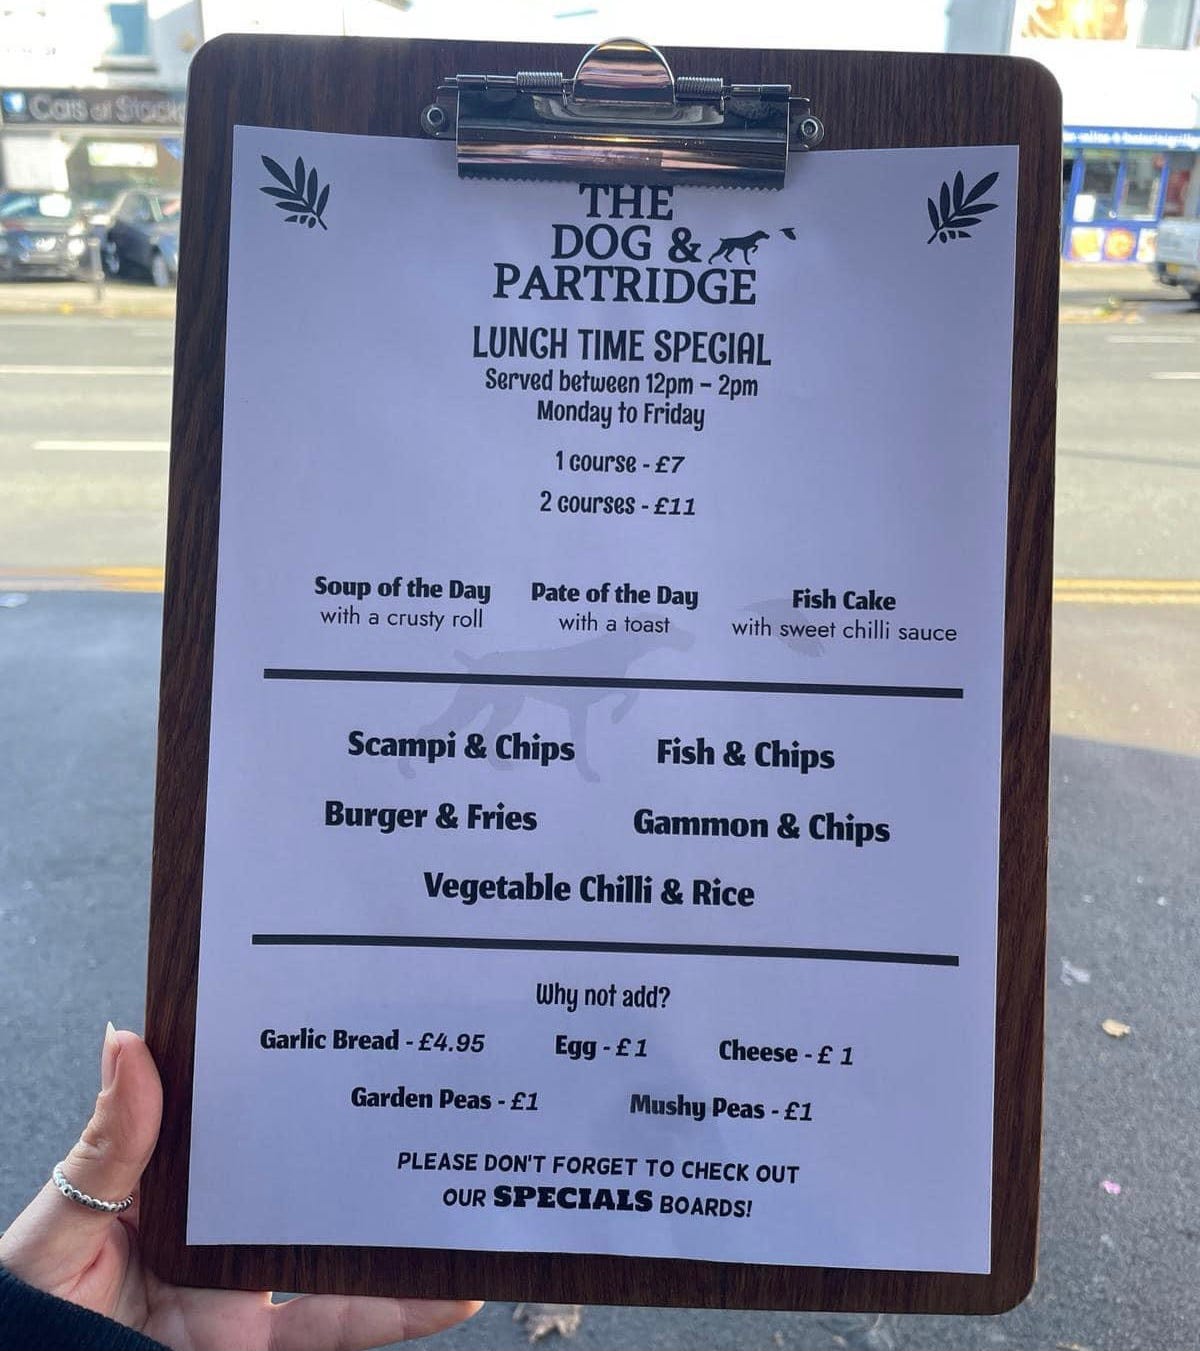 Cars of Stock
THE
DOG &
PARTRIDGE
LUNCH TIME SPECIAL
Served between 12pm – 2pm
Monday to Friday
1 course - £7
2 courses - £11
Soup of the Day Pate of the Day Fish Cake
with a crusty roll with a toast with sweet chilli sauce
Scampi & Chips Fish & Chips
Burger & Fries Gammon & Chips
Vegetable Chilli & Rice
Why not add?
Garlic Bread - £4.95 Egg - £1 Cheese - £ 1
Garden Peas - £1 Mushy Peas - £1
PLEASE DON'T FORGET TO CHECK OUT
OUR SPECIALS BOARDS!